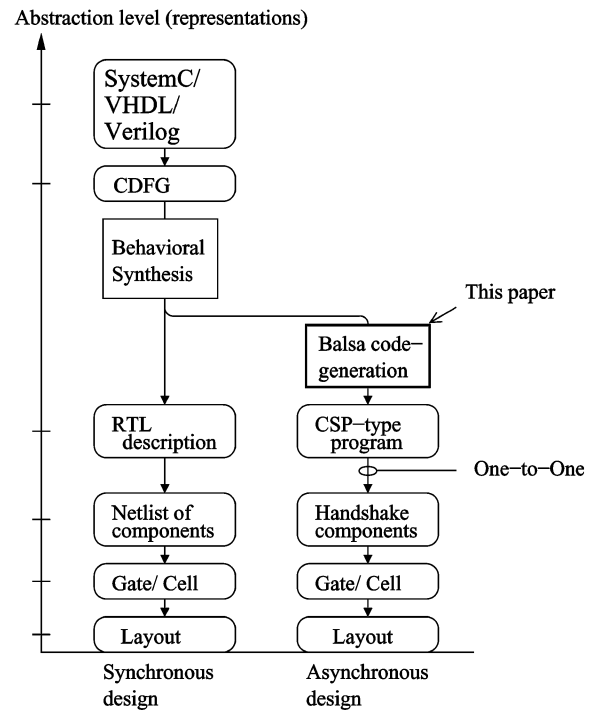 Abstraction level (representations)
SystemC/
VHDL/
Verilog
CDFG
Behavioral
Synthesis
This paper
Balsa code-
generation
RTL
description
CSP-type
program
One-to-One
Netlist of
components
Handshake
components
Gate/ Cell
Gate/ Cell
Layout
Layout
Synchronous
design
Asynchronous
design